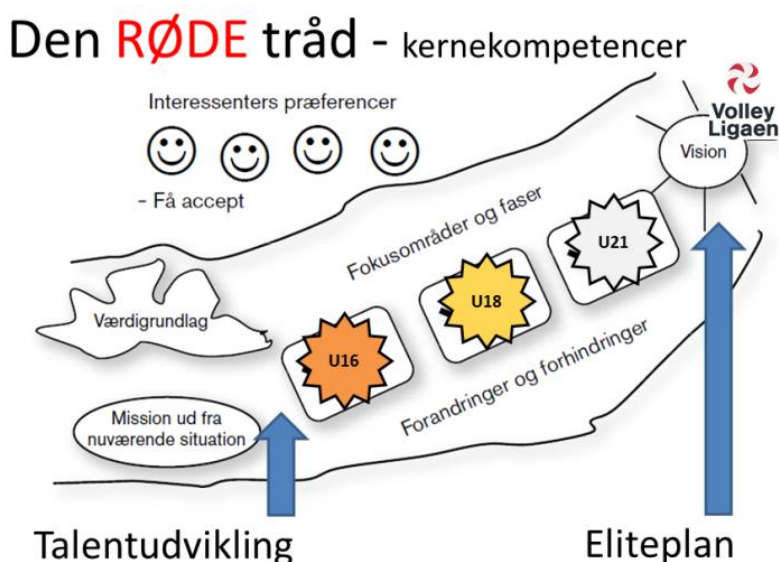 Den RØDE tråd - kernekompetencer
Interessenters præferencer
- Få accept
Volley
Ligaen
Vision
Fokusområder og faser
U21
U18
U16
Værdigrundlag
Forandringer og forhindringer
Mission ud fra
nuværende situation
Talentudvikling
Eliteplan